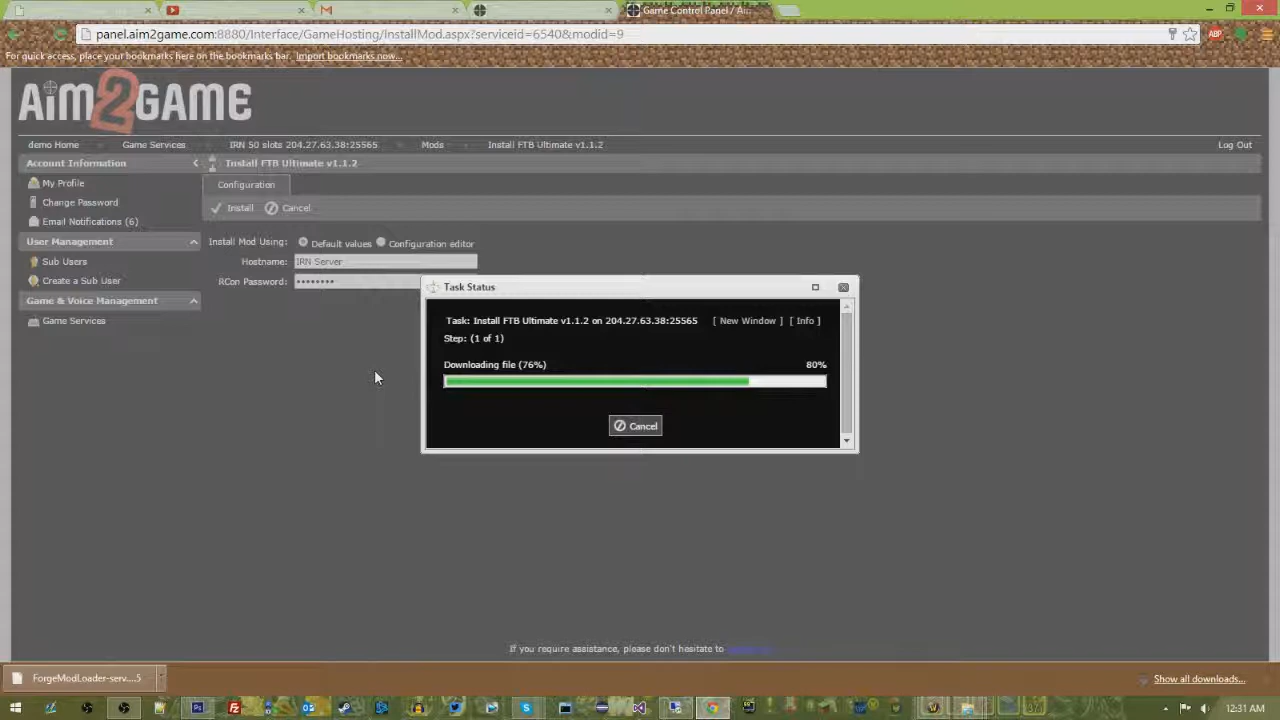 Game Control Panel / Aim
panel.aim2game.com:8880/Interface/GameHosting/InstallMod.aspx?serviceid=6540&modid=9
ABP
For quick access, place your bookmarks here on the bookmarks bar. Import bookmarks now...
AIM2GAME
demo Home Game Services IRN 50 slots 204.27.63.38:25565 Mods Install FTB Ultimate v1.1.2 Log Out
Account Information Install FTB Ultimate v1.1.2
My Profile Configuration
Change Password Install Cancel
Email Notifications (6)
User Management Install Mod Using: Default values Configuration editor
Sub Users Hostname: IRN Server
Create a Sub User RCon Password: ••••••••
Game & Voice Management
Game Services
Task Status
Task: Install FTB Ultimate v1.1.2 on 204.27.63.38:25565 [ New Window ] [ Info ]
Step: (1 of 1)
Downloading file (76%) 80%
Cancel
If you require assistance, please don't hesitate to
ForgeModLoader-serv....5 Show all downloads...
12:31 AM